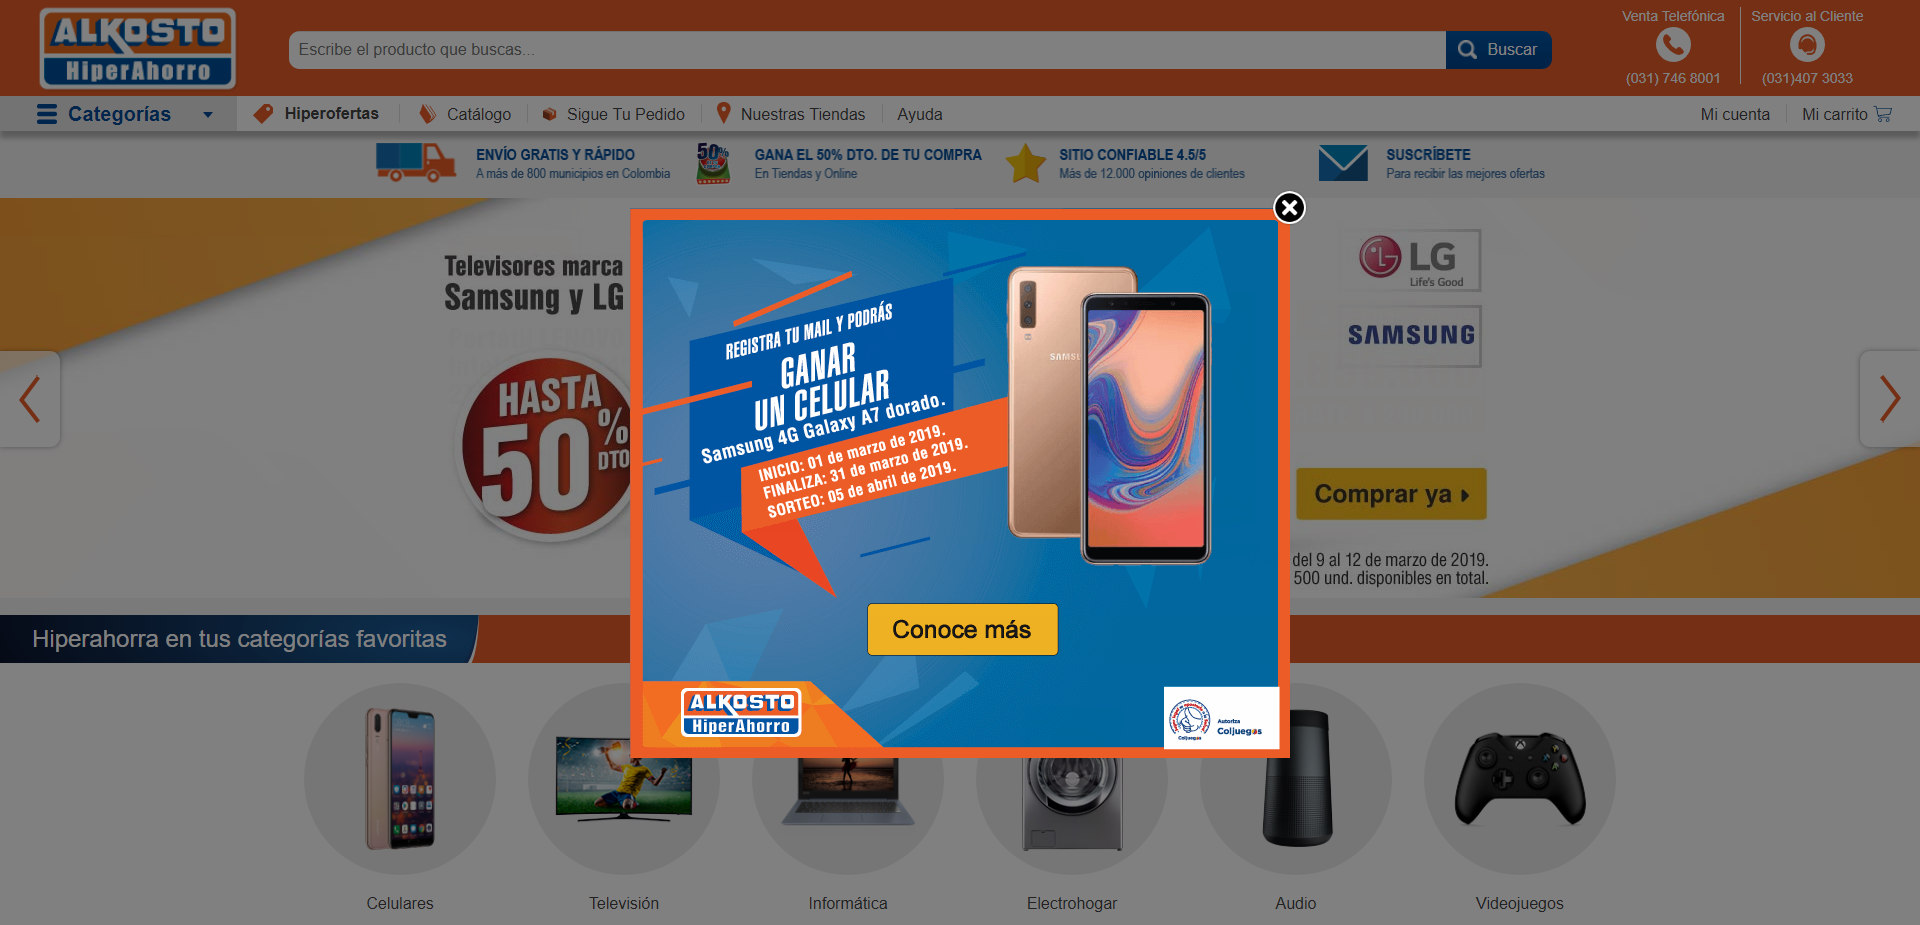 ALKOSTO
HiperAhorro
Escribe el producto que buscas...
Buscar
Venta Telefónica
(031) 746 8001
Servicio al Cliente
(031)407 3033
Categorías
Hiperofertas
Catálogo
Sigue Tu Pedido
Nuestras Tiendas
Ayuda
Mi cuenta
Mi carrito
ENVÍO GRATIS Y RÁPIDO
A más de 800 municipios en Colombia
50%
GANA EL 50% DTO. DE TU COMPRA
En Tiendas y Online
SITIO CONFIABLE 4.5/5
Más de 12.000 opiniones de clientes
SUSCRÍBETE
Para recibir las mejores ofertas
Televisores marca
Samsung y LG
HASTA
50%
DTO
LG
Life's Good
SAMSUNG
Comprar ya
del 9 al 12 de marzo de 2019.
500 und. disponibles en total.
REGISTRA TU MAIL Y PODRÁS
GANAR
UN CELULAR
Samsung 4G Galaxy A7 dorado.
INICIO: 01 de marzo de 2019.
FINALIZA: 31 de marzo de 2019.
SORTEO: 05 de abril de 2019.
SAMSU
Conoce más
ALKOSTO
HiperAhorro
Coljuegos
Autoriza
Coljuegos
Hiperahorra en tus categorías favoritas
Celulares
Televisión
Informática
Electrohogar
Audio
Videojuegos